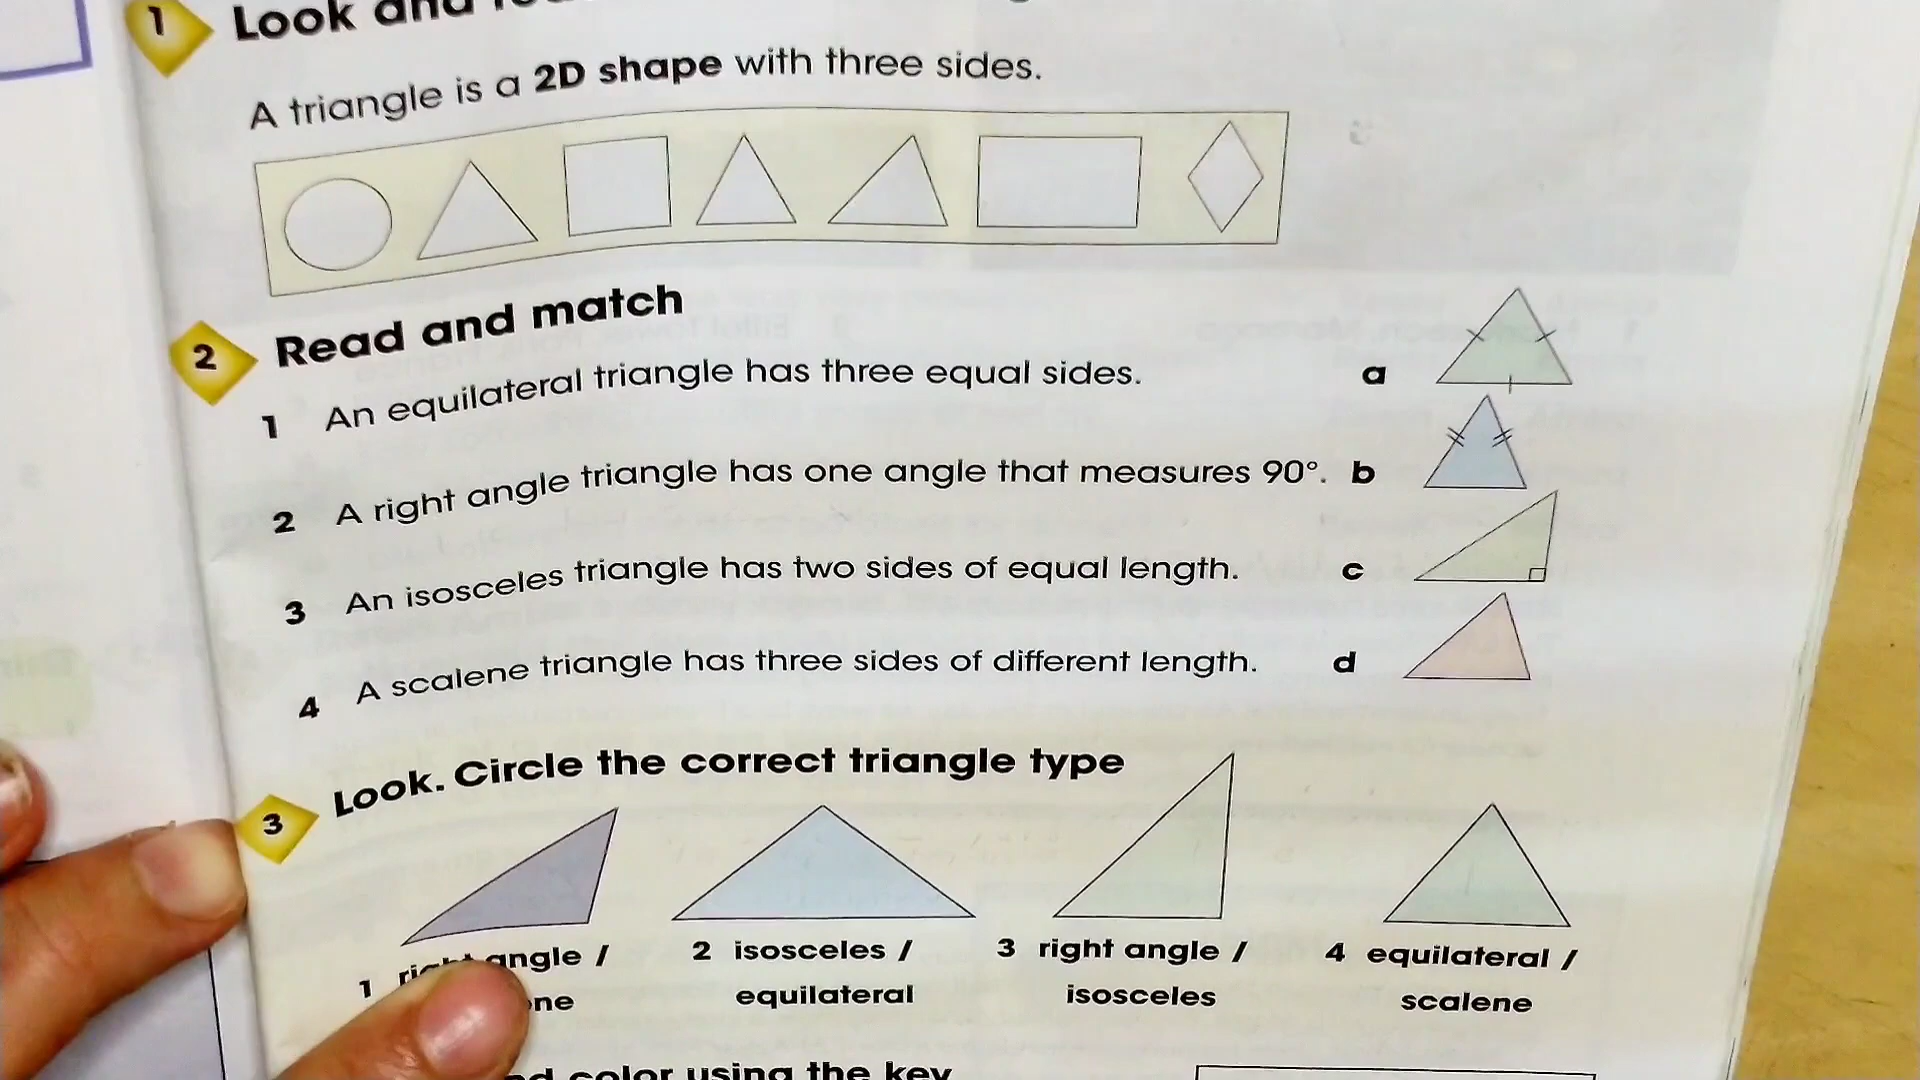 1 Look and
A triangle is a 2D shape with three sides.
2 Read and match
1 An equilateral triangle has three equal sides. a
2 A right angle triangle has one angle that measures 90°. b
3 An isosceles triangle has two sides of equal length. c
4 A scalene triangle has three sides of different length. d
3 Look. Circle the correct triangle type
1 right angle / 2 isosceles / 3 right angle / 4 equilateral /
equilateral isosceles scalene
color using the key